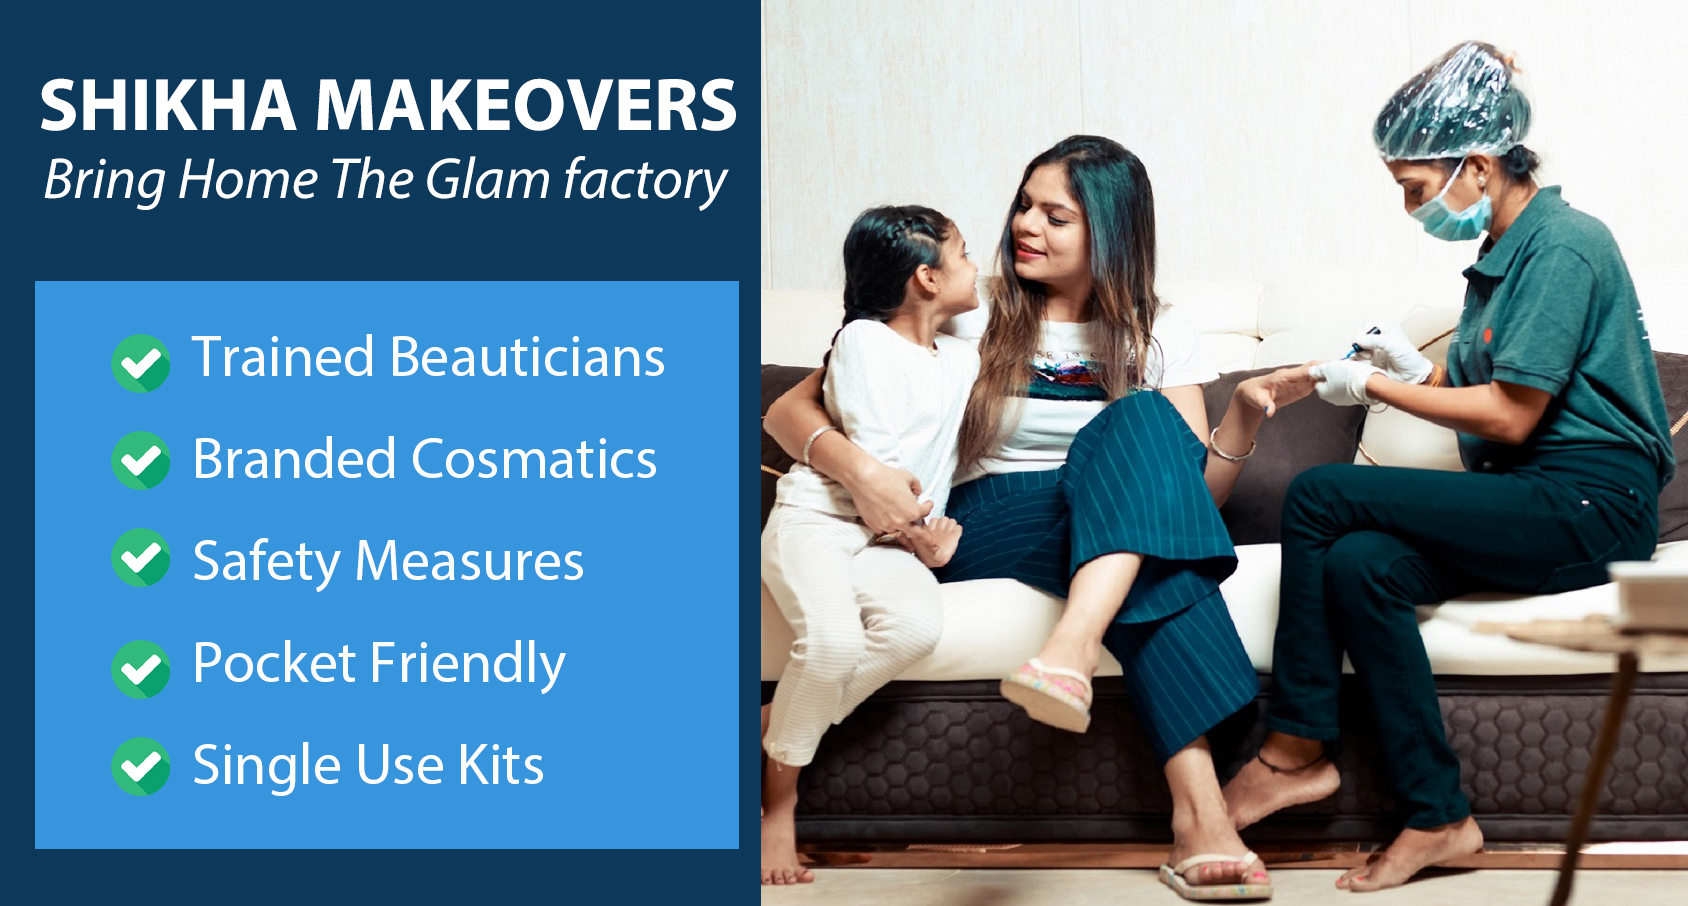 SHIKHA MAKEOVERS
Bring Home The Glam factory
Trained Beauticians
Branded Cosmatics
Safety Measures
Pocket Friendly
Single Use Kits